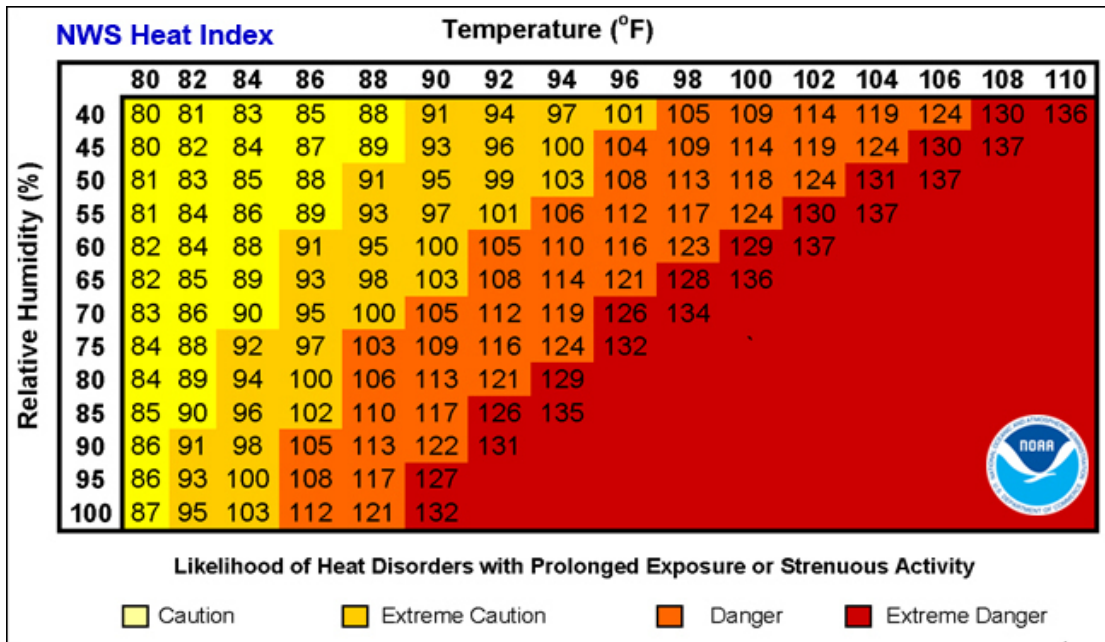 NWS Heat Index Temperature (°F)
80 82 84 86 88 90 92 94 96 98 100 102 104 106 108 110
Relative Humidity (%)
40 80 81 83 85 88 91 94 97 101 105 109 114 119 124 130 136
45 80 82 84 87 89 93 96 100 104 109 114 119 124 130 137
50 81 83 85 88 91 95 99 103 108 113 118 124 131 137
55 81 84 86 89 93 97 101 106 112 117 124 130 137
60 82 84 88 91 95 100 105 110 116 123 129 137
65 82 85 89 93 98 103 108 114 121 128 136
70 83 86 90 95 100 105 112 119 126 134
75 84 88 92 97 103 109 116 124 132
80 84 89 94 100 106 113 121 129
85 85 90 96 102 110 117 126 135
90 86 91 98 105 113 122 131
95 86 93 100 108 117 127
100 87 95 103 112 121 132
NOAA
Likelihood of Heat Disorders with Prolonged Exposure or Strenuous Activity
Caution Extreme Caution Danger Extreme Danger